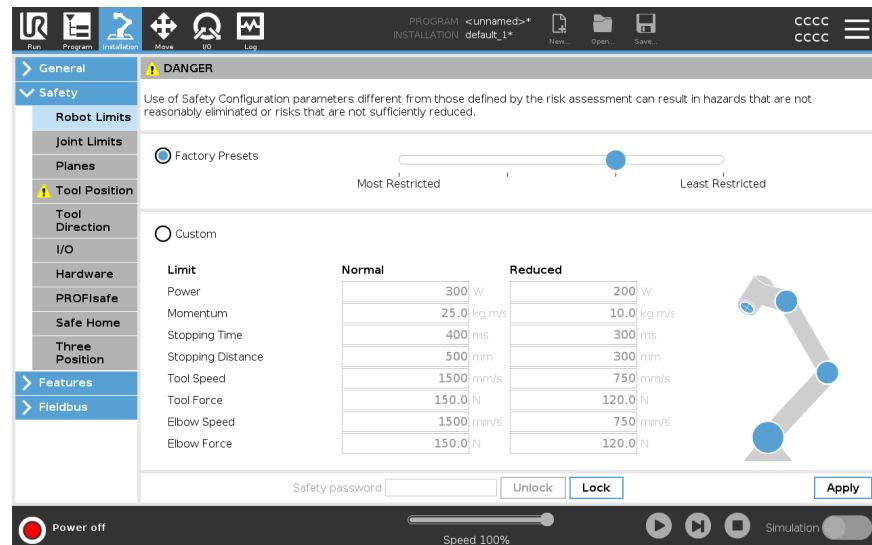 PROGRAM <unnamed>*
INSTALLATION default_1*
UR
Run Program Installation Move I/O Log
New... Open... Save...
cccc
cccc
General
Safety
Robot Limits
Joint Limits
Planes
Tool Position
Tool
Direction
I/O
Hardware
PROFIsafe
Safe Home
Three
Position
Features
Fieldbus
DANGER
Use of Safety Configuration parameters different from those defined by the risk assessment can result in hazards that are not
reasonably eliminated or risks that are not sufficiently reduced.
Factory Presets
Most Restricted Least Restricted
Custom
Limit Normal Reduced
Power 300 W 200 W
Momentum 25.0 kg m/s 10.0 kg m/s
Stopping Time 400 ms 300 ms
Stopping Distance 500 mm 300 mm
Tool Speed 1500 mm/s 750 mm/s
Tool Force 150.0 N 120.0 N
Elbow Speed 1500 mm/s 750 mm/s
Elbow Force 150.0 N 120.0 N
Safety password Unlock Lock Apply
Power off
Speed 100%
Simulation